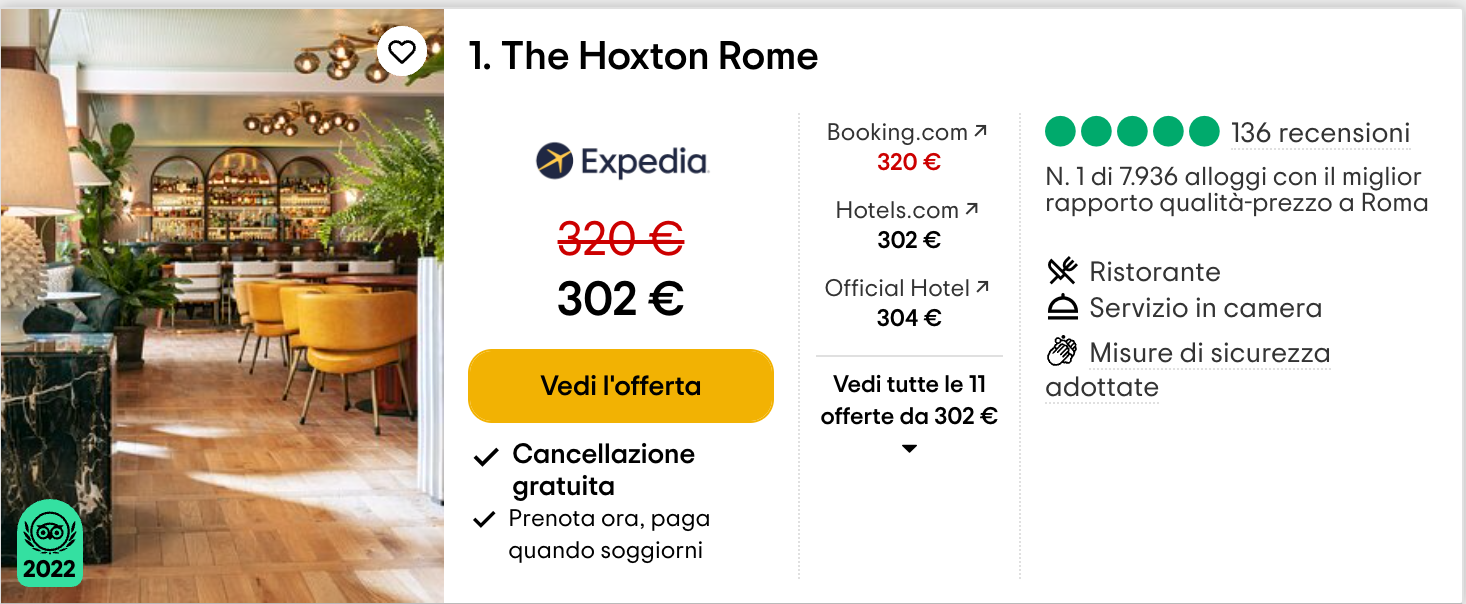 1. The Hoxton Rome
Expedia
320 €
302 €
Vedi l'offerta
Cancellazione
gratuita
Prenota ora, paga
quando soggiorni
Booking.com
320 €
Hotels.com
302 €
Official Hotel
304 €
Vedi tutte le 11
offerte da 302 €
136 recensioni
N. 1 di 7.936 alloggi con il miglior
rapporto qualità-prezzo a Roma
Ristorante
Servizio in camera
Misure di sicurezza
adottate
2022